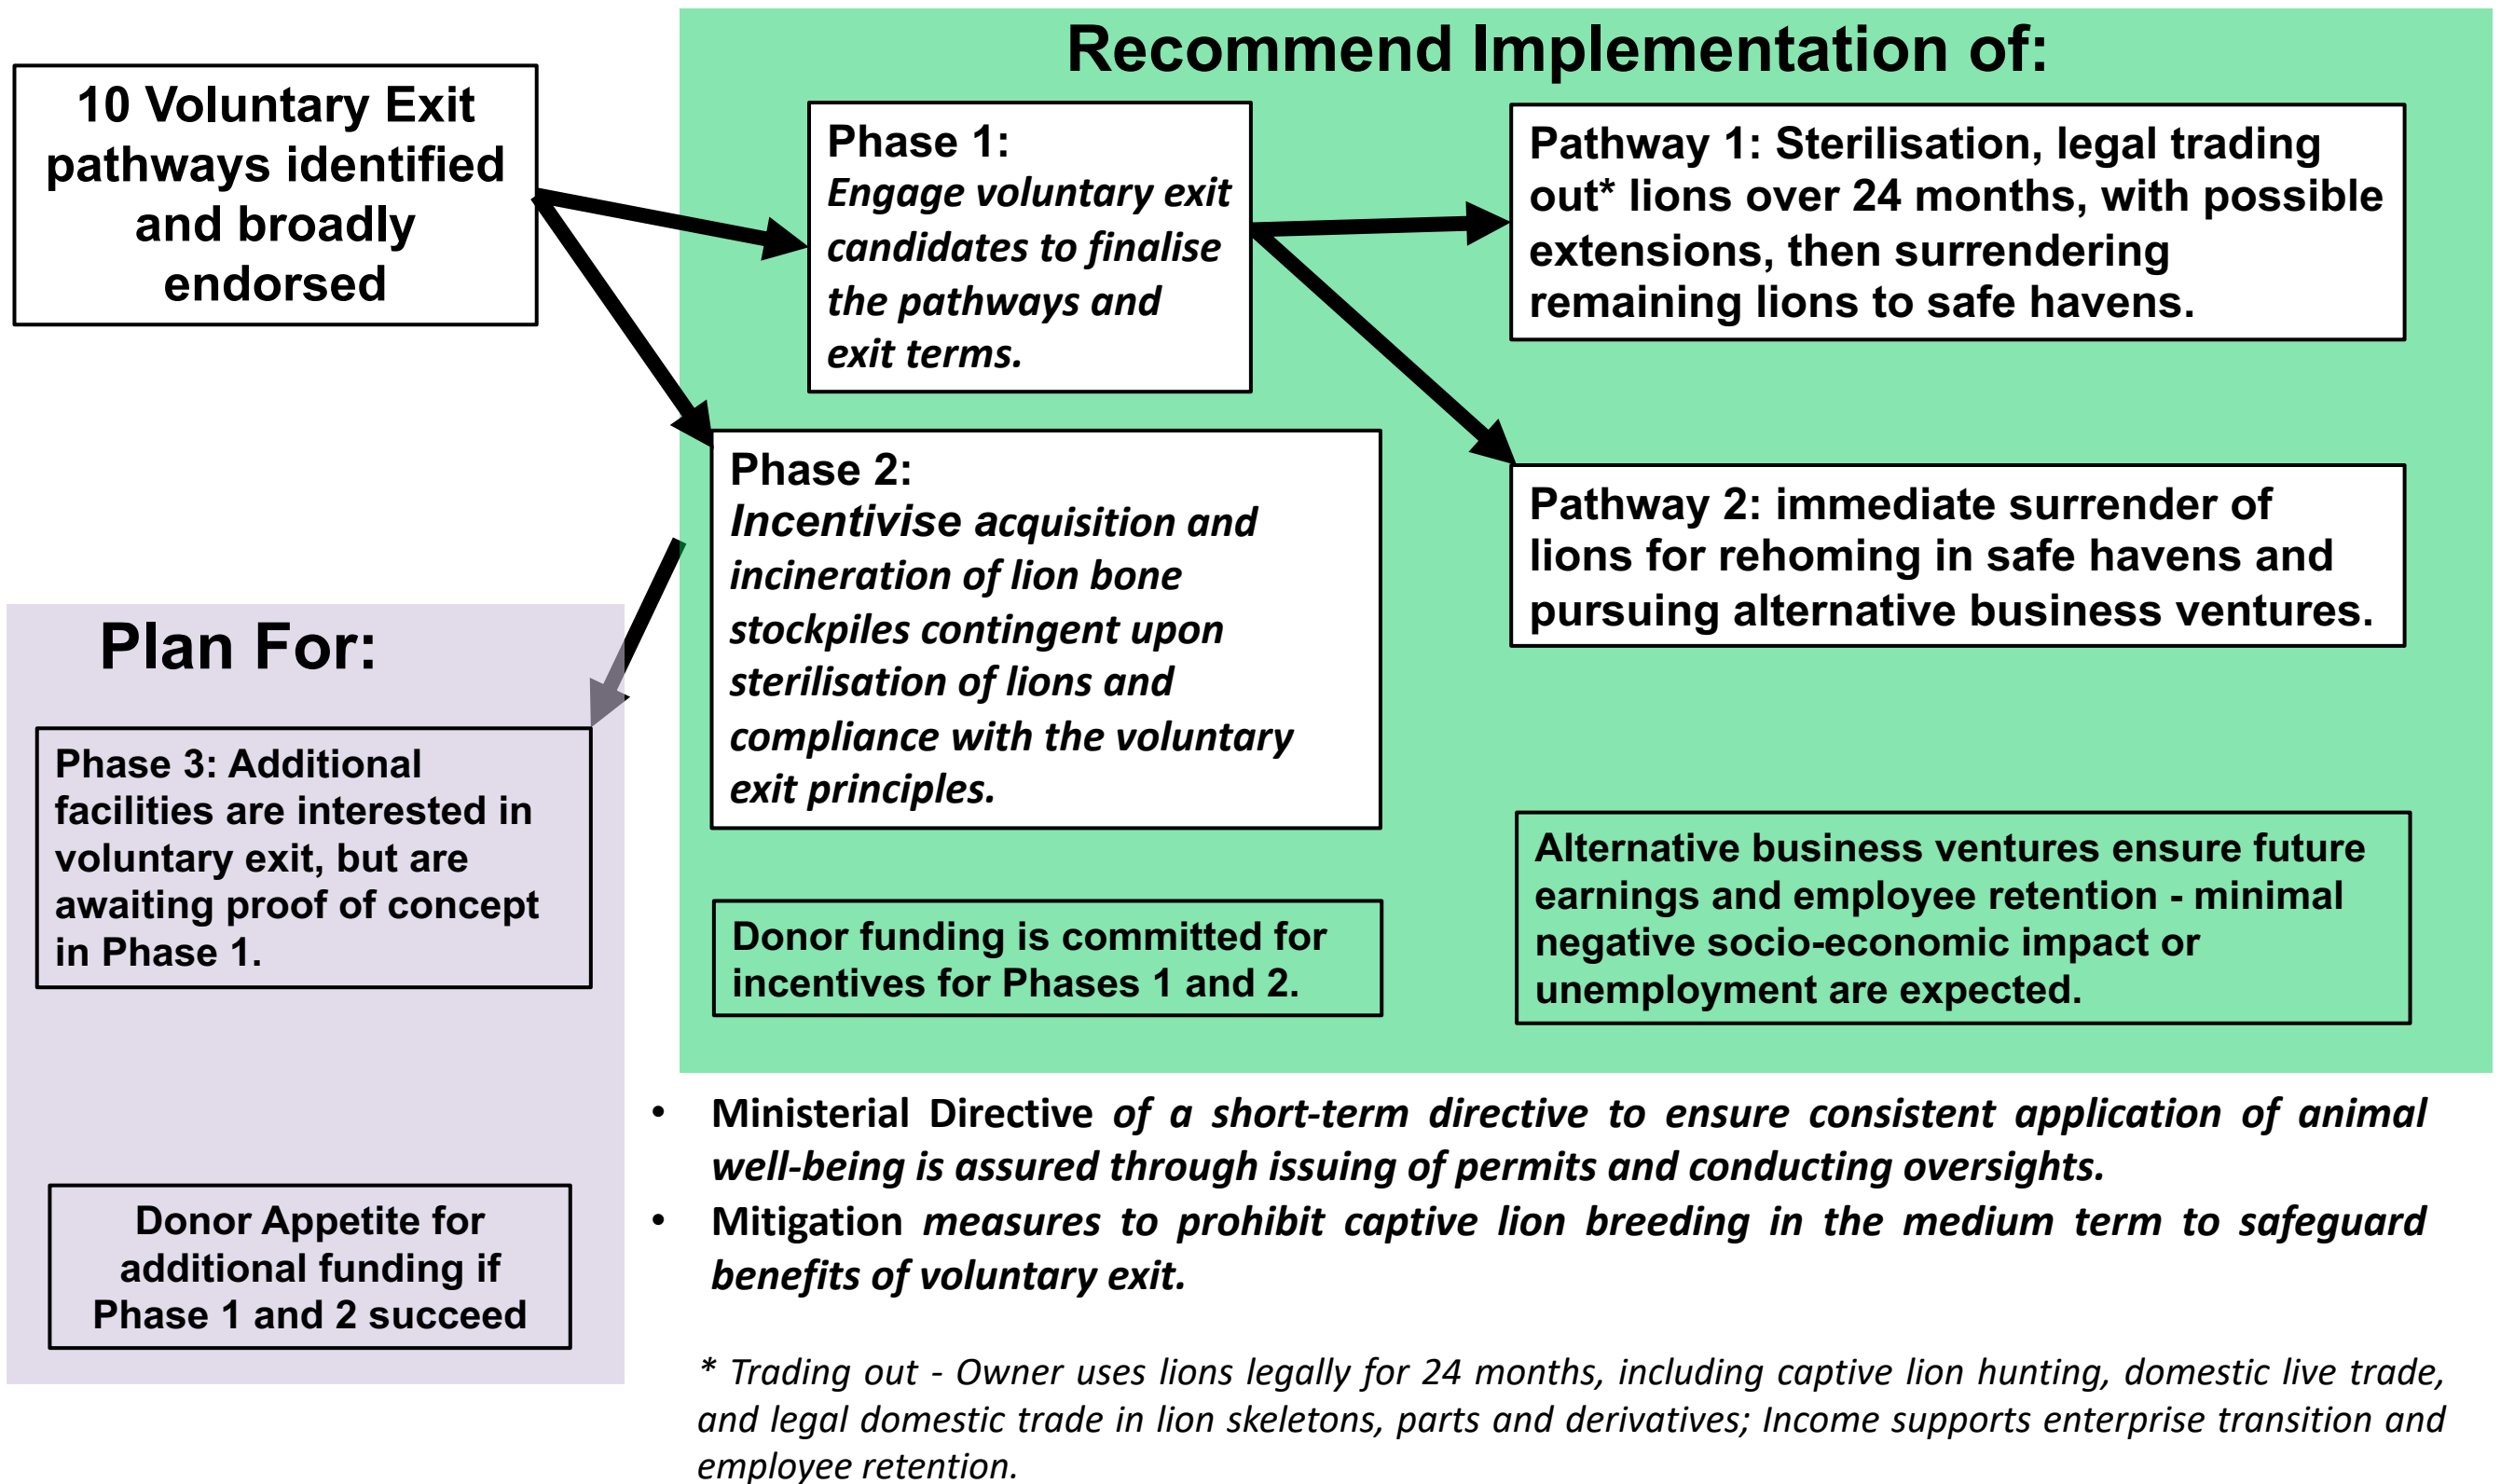 10 Voluntary Exit
pathways identified
and broadly
endorsed
Recommend Implementation of:
Phase 1:
Engage voluntary exit
candidates to finalise
the pathways and
exit terms.
Pathway 1: Sterilisation, legal trading
out* lions over 24 months, with possible
extensions, then surrendering
remaining lions to safe havens.
Phase 2:
Incentivise acquisition and
incineration of lion bone
stockpiles contingent upon
sterilisation of lions and
compliance with the voluntary
exit principles.
Pathway 2: immediate surrender of
lions for rehoming in safe havens and
pursuing alternative business ventures.
Donor funding is committed for
incentives for Phases 1 and 2.
Alternative business ventures ensure future
earnings and employee retention - minimal
negative socio-economic impact or
unemployment are expected.
Plan For:
Phase 3: Additional
facilities are interested in
voluntary exit, but are
awaiting proof of concept
in Phase 1.
Donor Appetite for
additional funding if
Phase 1 and 2 succeed
• Ministerial Directive of a short-term directive to ensure consistent application of animal
well-being is assured through issuing of permits and conducting oversights.
• Mitigation measures to prohibit captive lion breeding in the medium term to safeguard
benefits of voluntary exit.
* Trading out - Owner uses lions legally for 24 months, including captive lion hunting, domestic live trade,
and legal domestic trade in lion skeletons, parts and derivatives; Income supports enterprise transition and
employee retention.